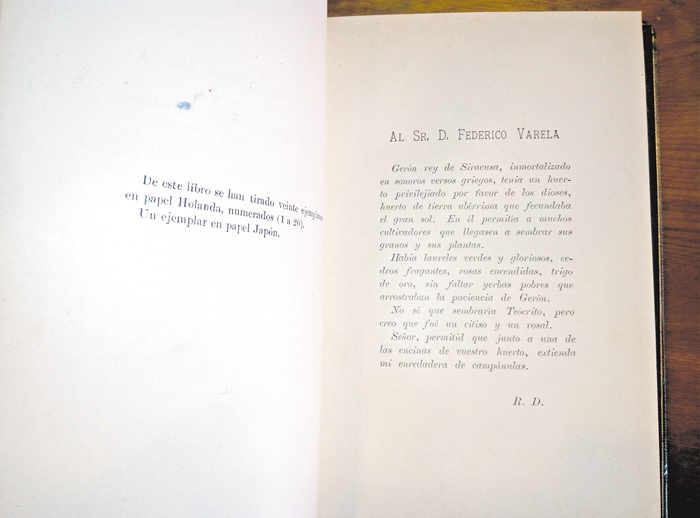 De este libro se han tirado veinte ejemplares
en papel Holanda, numerados (1 a 20).
Un ejemplar en papel Japón.
AL SR. D. FEDERICO VARELA
Gerón rey de Siracusa, inmortalizado
en sonoros versos griegos, tenía un huer-
to privilejiado por favor de los dioses,
huerto de tierra ubérrima que fecundaba
el gran sol. En él permitía a muchos
cultivadores que llegasen a sembrar sus
granos y sus plantas.
Había laureles verdes y gloriosos, ce-
dros fragantes, rosas encendidas, trigo
de oro, sin faltar yerbas pobres que
arrostraban la paciencia de Gerón.
No sé que sembraría Teócrito, pero
creo que fué un cítiso y un rosal.
Señor, permitid que junto a una de
las encinas de vuestro huerto, extienda
mi enredadera de campánulas.
R. D.